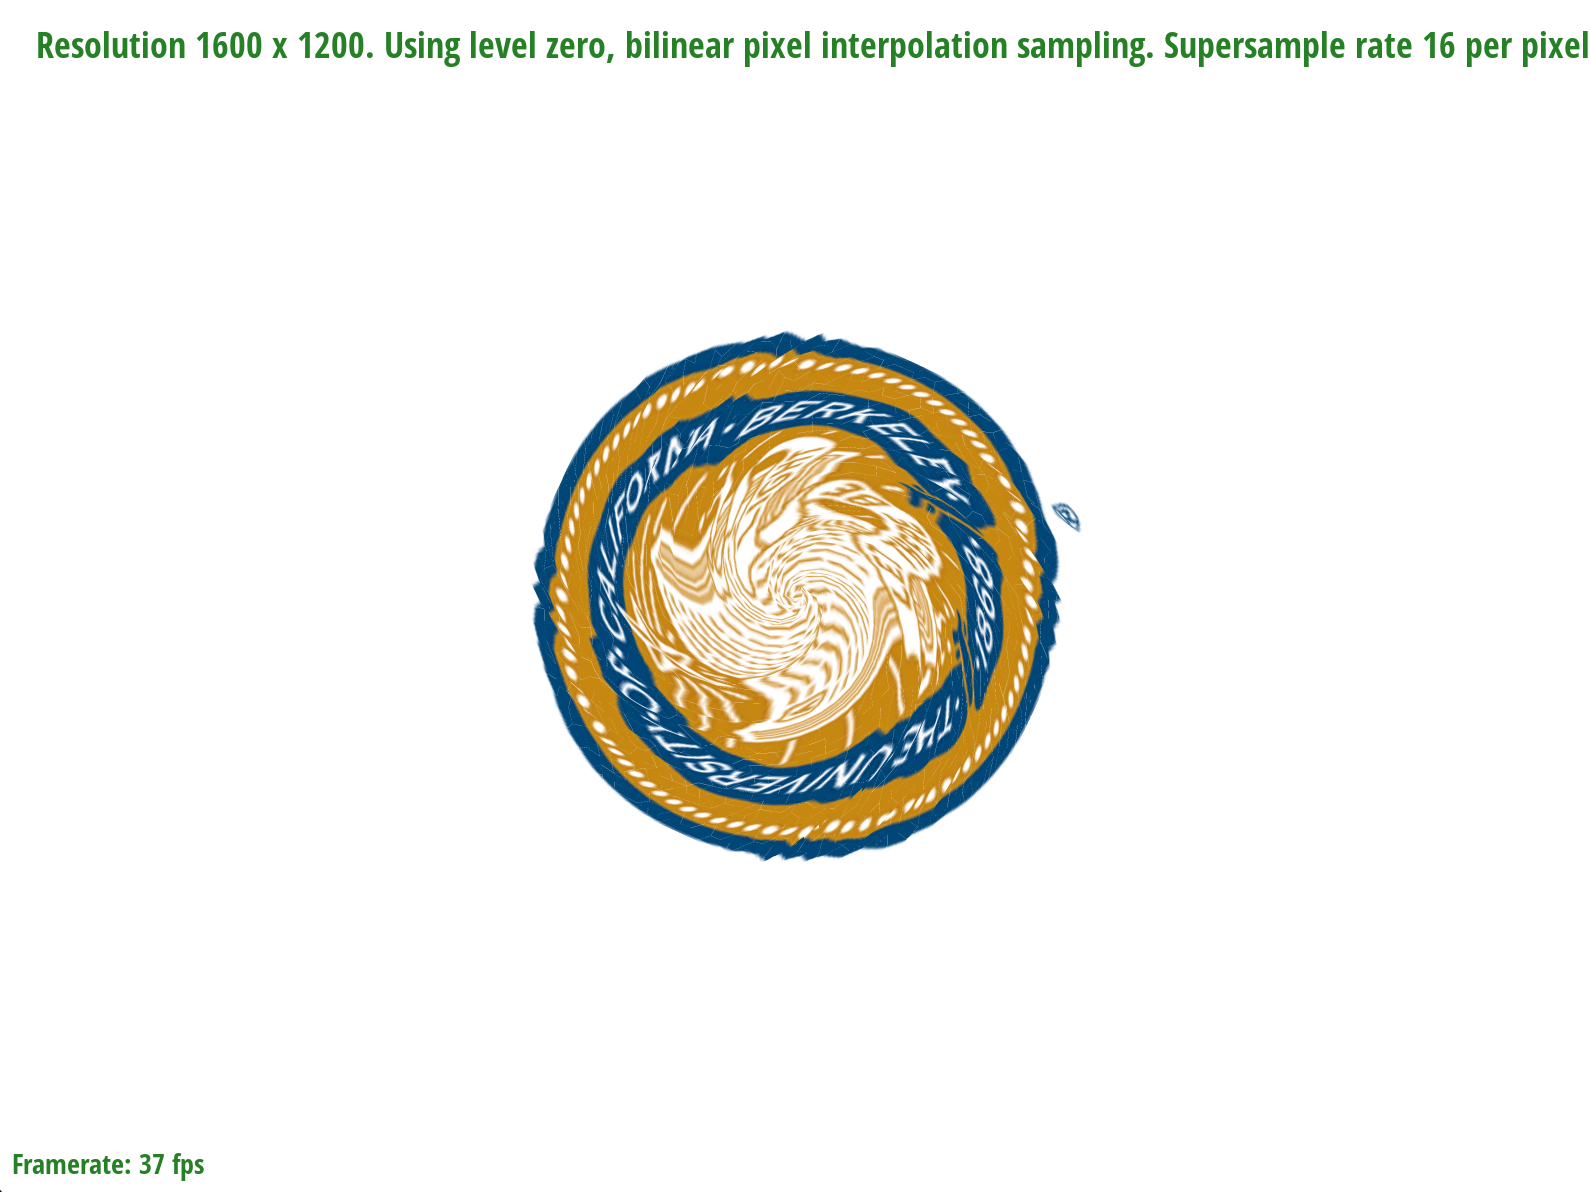 Resolution 1600 x 1200. Using level zero, bilinear pixel interpolation sampling. Supersample rate 16 per pixel
· THE · UNIVERSITY · OF · CALIFORNIA · BERKELEY ·
· 1868 ·
Framerate: 37 fps